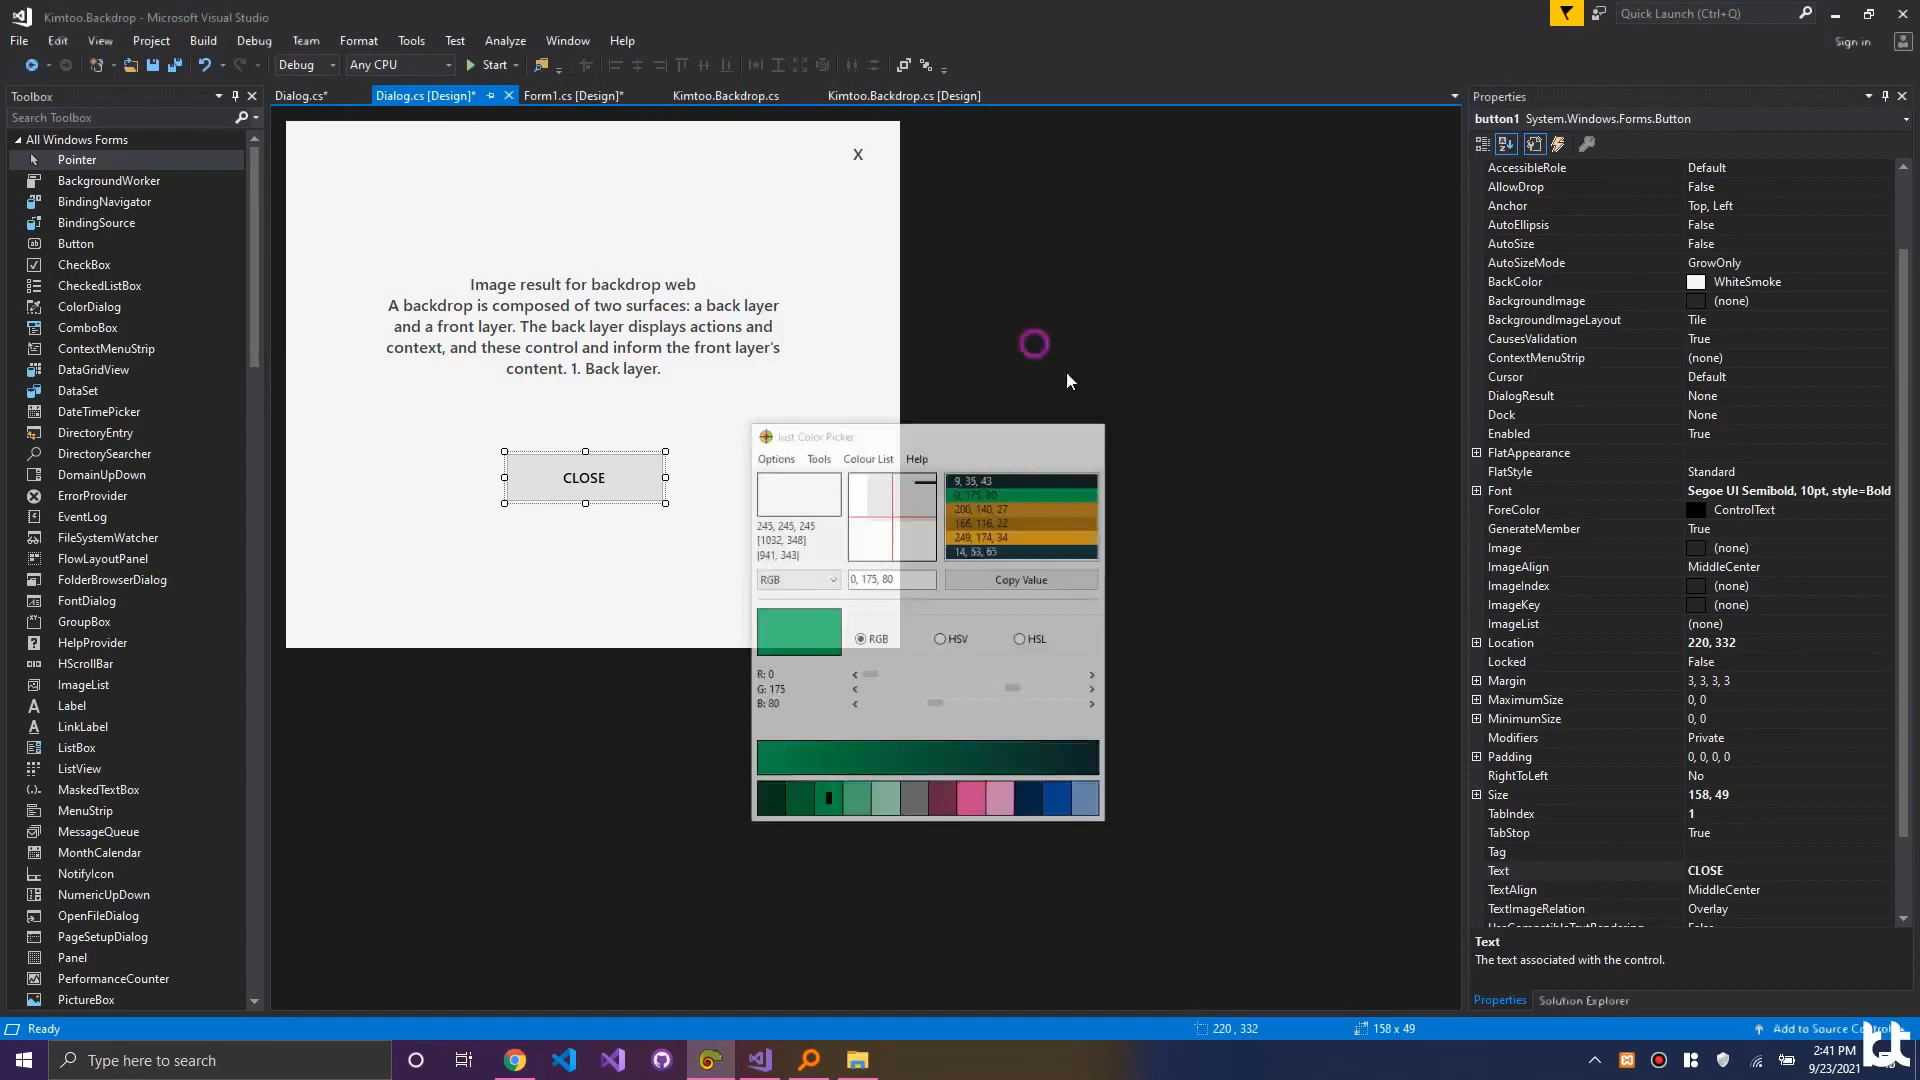 Kimtoo.Backdrop - Microsoft Visual Studio
Quick Launch (Ctrl+Q)
File Edit View Project Build Debug Team Format Tools Test Analyze Window Help
Sign in
Debug Any CPU Start
Toolbox
Dialog.cs* Dialog.cs [Design]* Form1.cs [Design]* Kimtoo.Backdrop.cs Kimtoo.Backdrop.cs [Design]
Search Toolbox
All Windows Forms
Pointer
BackgroundWorker
BindingNavigator
BindingSource
Button
CheckBox
CheckedListBox
ColorDialog
ComboBox
ContextMenuStrip
DataGridView
DataSet
DateTimePicker
DirectoryEntry
DirectorySearcher
DomainUpDown
ErrorProvider
EventLog
FileSystemWatcher
FlowLayoutPanel
FolderBrowserDialog
FontDialog
GroupBox
HelpProvider
HScrollBar
ImageList
Label
LinkLabel
ListBox
ListView
MaskedTextBox
MenuStrip
MessageQueue
MonthCalendar
NotifyIcon
NumericUpDown
OpenFileDialog
PageSetupDialog
Panel
PerformanceCounter
PictureBox
X
Image result for backdrop web
A backdrop is composed of two surfaces: a back layer
and a front layer. The back layer displays actions and
context, and these control and inform the front layer's
content. 1. Back layer.
CLOSE
Just Color Picker
Options Tools Colour List Help
245, 245, 245
[1032, 348]
|941, 343|
9, 35, 43
0, 175, 80
200, 140, 27
166, 116, 22
249, 174, 34
14, 53, 65
RGB 0, 175, 80 Copy Value
RGB HSV HSL
R: 0
G: 175
B: 80
Properties
button1 System.Windows.Forms.Button
AccessibleRole Default
AllowDrop False
Anchor Top, Left
AutoEllipsis False
AutoSize False
AutoSizeMode GrowOnly
BackColor WhiteSmoke
BackgroundImage (none)
BackgroundImageLayout Tile
CausesValidation True
ContextMenuStrip (none)
Cursor Default
DialogResult None
Dock None
Enabled True
FlatAppearance
FlatStyle Standard
Font Segoe UI Semibold, 10pt, style=Bold
ForeColor ControlText
GenerateMember True
Image (none)
ImageAlign MiddleCenter
ImageIndex (none)
ImageKey (none)
ImageList (none)
Location 220, 332
Locked False
Margin 3, 3, 3, 3
MaximumSize 0, 0
MinimumSize 0, 0
Modifiers Private
Padding 0, 0, 0, 0
RightToLeft No
Size 158, 49
TabIndex 1
TabStop True
Tag
Text CLOSE
TextAlign MiddleCenter
TextImageRelation Overlay
Text
The text associated with the control.
Properties Solution Explorer
Ready 220 , 332 158 x 49 Add to Source
Type here to search
2:41 PM
9/23/2021